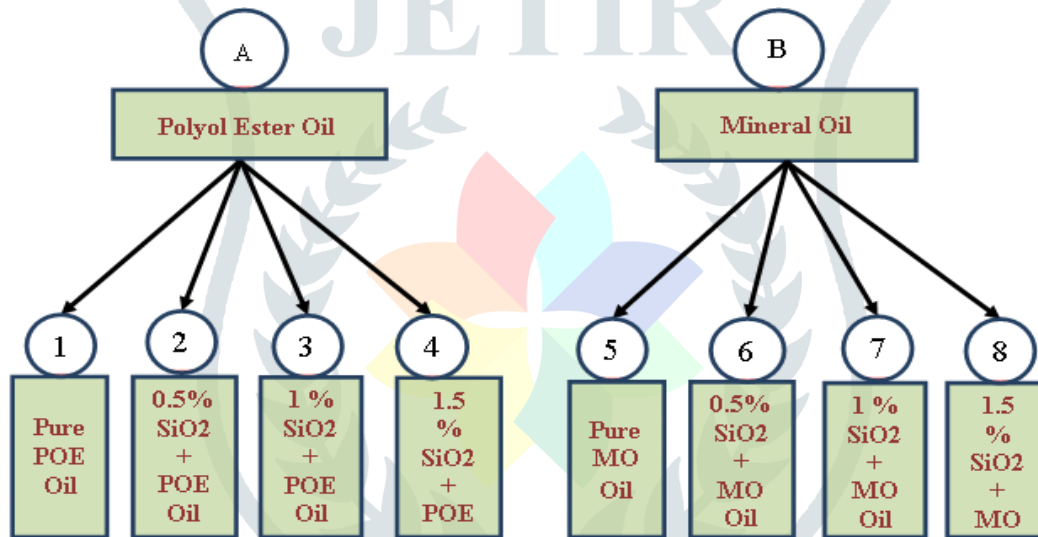 JETIR
A
B
Polyol Ester Oil
Mineral Oil
1
2
3
4
5
6
7
8
Pure
POE
Oil
0.5%
SiO2
+
POE
Oil
1 %
SiO2
+
POE
Oil
1.5
%
SiO2
+
POE
Pure
MO
Oil
0.5%
SiO2
+
MO
Oil
1 %
SiO2
+
MO
Oil
1.5
%
SiO2
+
MO